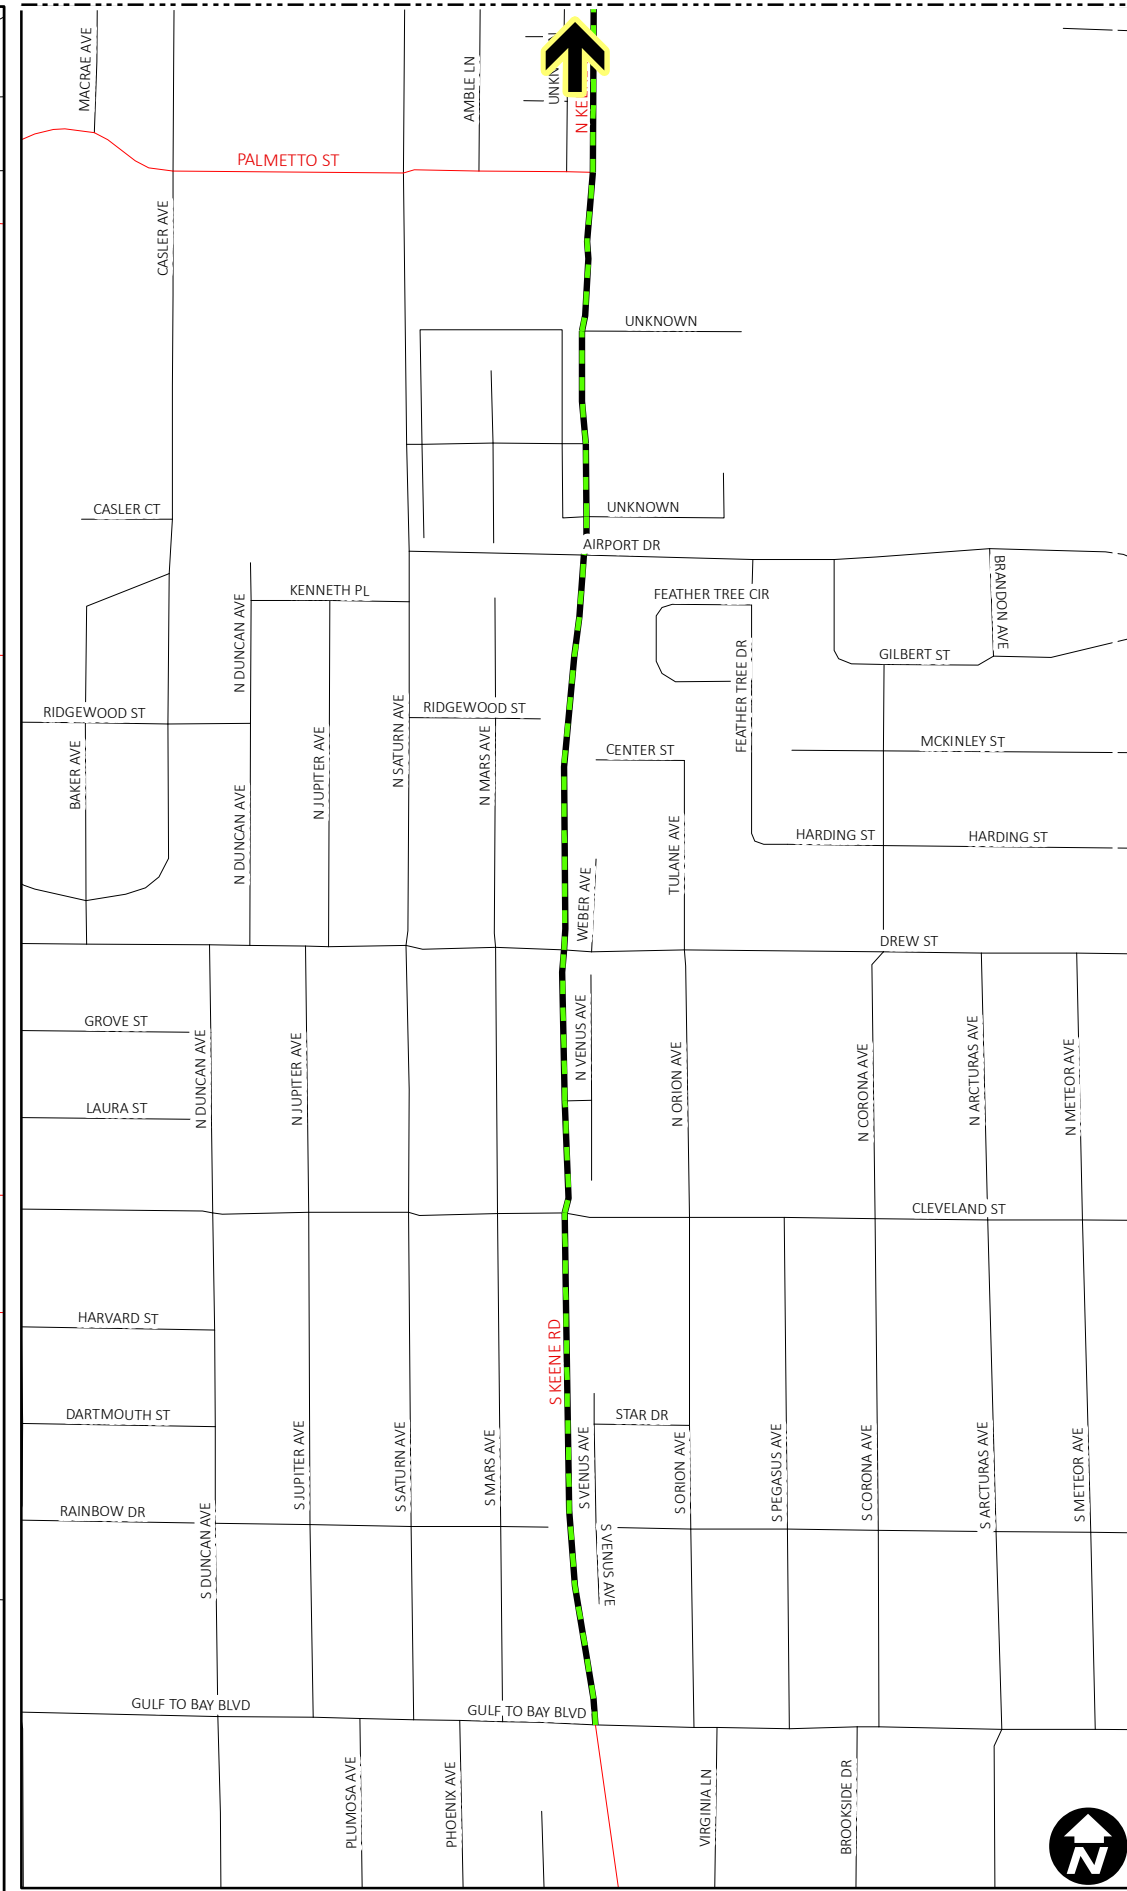 MACRAE AVE
AMBLE LN
PALMETTO ST
CASLER AVE
UNKNOWN
CASLER CT
UNKNOWN
AIRPORT DR
BRANDON AVE
KENNETH PL
FEATHER TREE CIR
N DUNCAN AVE
GILBERT ST
FEATHER TREE DR
RIDGEWOOD ST
RIDGEWOOD ST
N SATURN AVE
MCKINLEY ST
CENTER ST
BAKER AVE
N JUPITER AVE
N MARS AVE
N DUNCAN AVE
HARDING ST
HARDING ST
TULANE AVE
WEBER AVE
DREW ST
GROVE ST
N VENUS AVE
N DUNCAN AVE
N JUPITER AVE
N ORION AVE
N CORONA AVE
N ARCTURAS AVE
N METEOR AVE
LAURA ST
CLEVELAND ST
HARVARD ST
S KEENE RD
DARTMOUTH ST
STAR DR
S JUPITER AVE
S SATURN AVE
S MARS AVE
S VENUS AVE
S ORION AVE
S PEGASUS AVE
S CORONA AVE
S ARCTURAS AVE
S METEOR AVE
RAINBOW DR
S DUNCAN AVE
S VENUS AVE
GULF TO BAY BLVD
GULF TO BAY BLVD
PLUMOSA AVE
PHOENIX AVE
VIRGINIA LN
BROOKSIDE DR
N